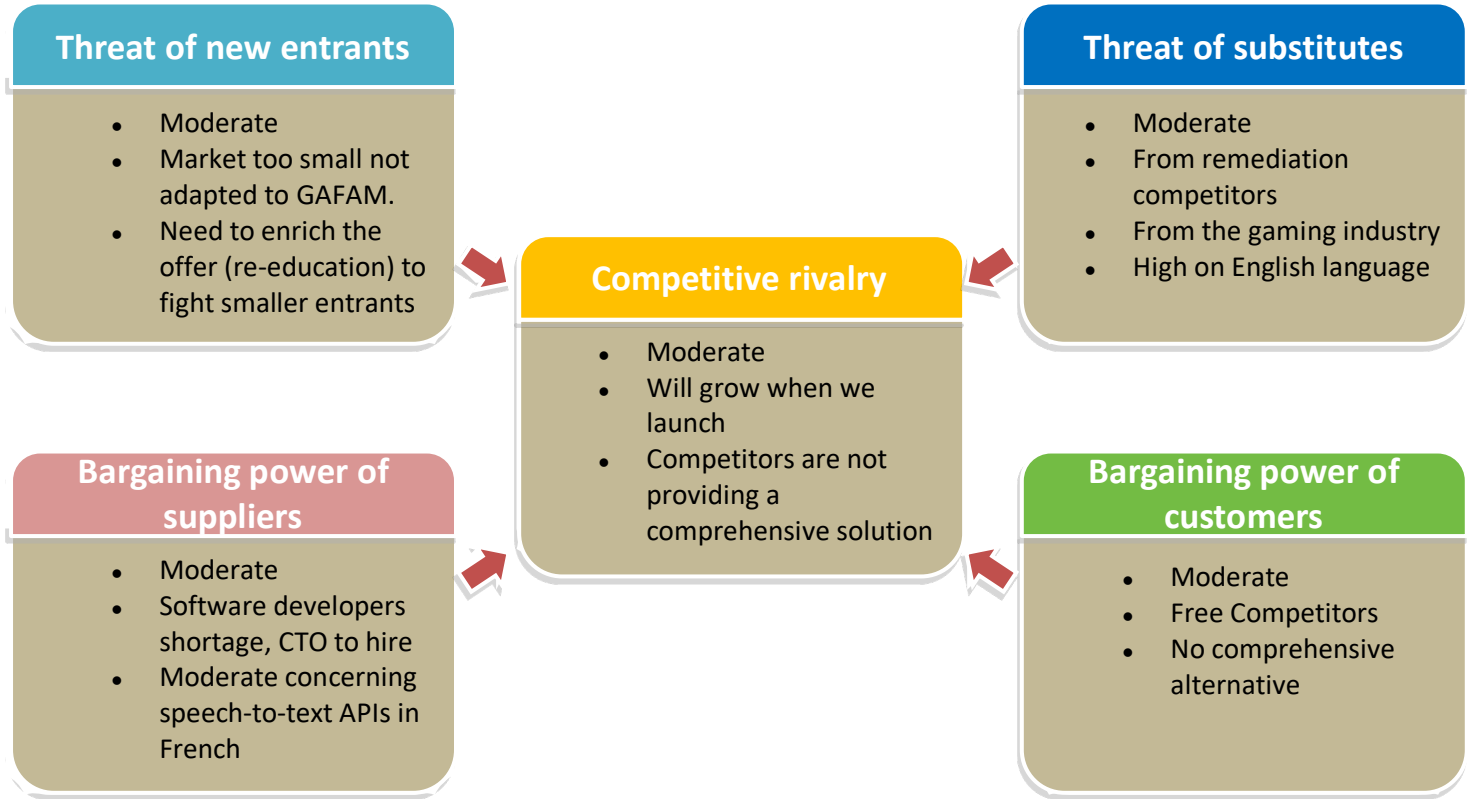 Threat of new entrants
● Moderate
● Market too small not
adapted to GAFAM.
● Need to enrich the
offer (re-education) to
fight smaller entrants
Threat of substitutes
● Moderate
● From remediation
competitors
● From the gaming industry
● High on English language
Competitive rivalry
● Moderate
● Will grow when we
launch
● Competitors are not
providing a
comprehensive solution
Bargaining power of
suppliers
● Moderate
● Software developers
shortage, CTO to hire
● Moderate concerning
speech-to-text APIs in
French
Bargaining power of
customers
● Moderate
● Free Competitors
● No comprehensive
alternative